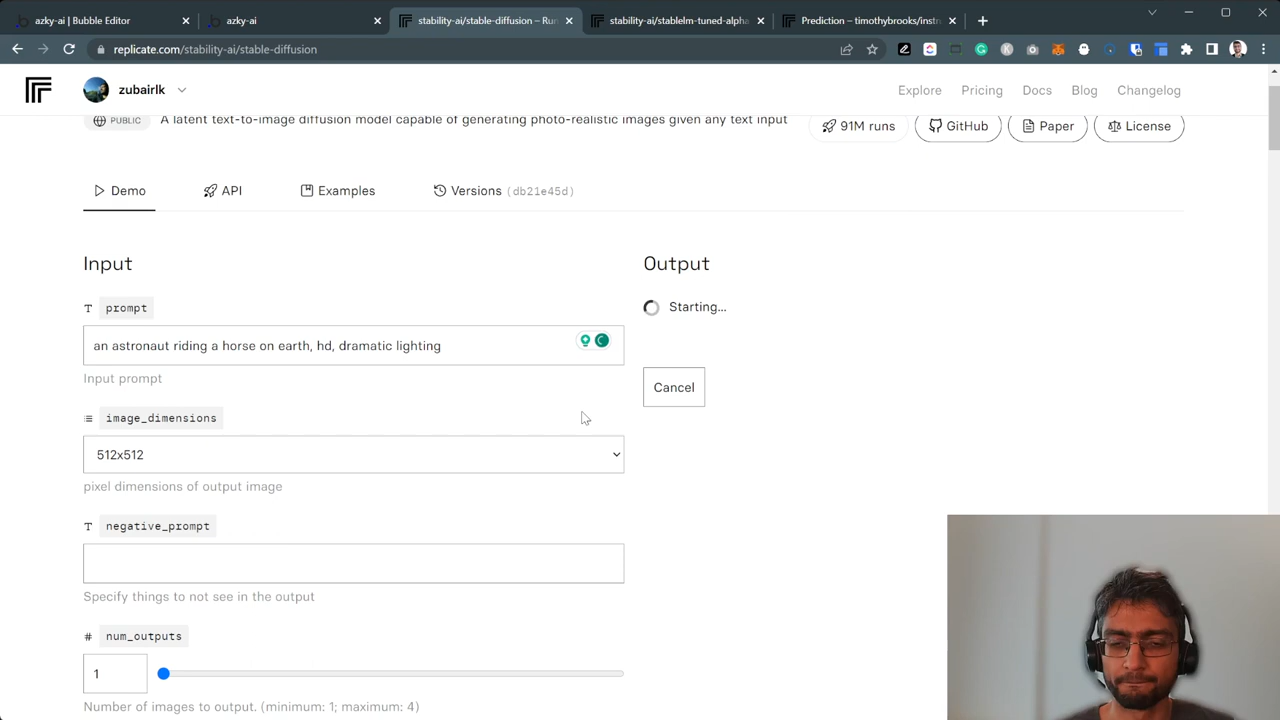 azky-ai | Bubble Editor
azky-ai
stability-ai/stable-diffusion – Run
stability-ai/stablelm-tuned-alpha
Prediction – timothybrooks/instr
replicate.com/stability-ai/stable-diffusion
zubairlk
Explore
Pricing
Docs
Blog
Changelog
PUBLIC
A latent text-to-image diffusion model capable of generating photo-realistic images given any text input
91M runs
GitHub
Paper
License
Demo
API
Examples
Versions (db21e45d)
Input
Output
T prompt
Starting...
an astronaut riding a horse on earth, hd, dramatic lighting
Input prompt
Cancel
image_dimensions
512x512
pixel dimensions of output image
T negative_prompt
Specify things to not see in the output
# num_outputs
1
Number of images to output. (minimum: 1; maximum: 4)